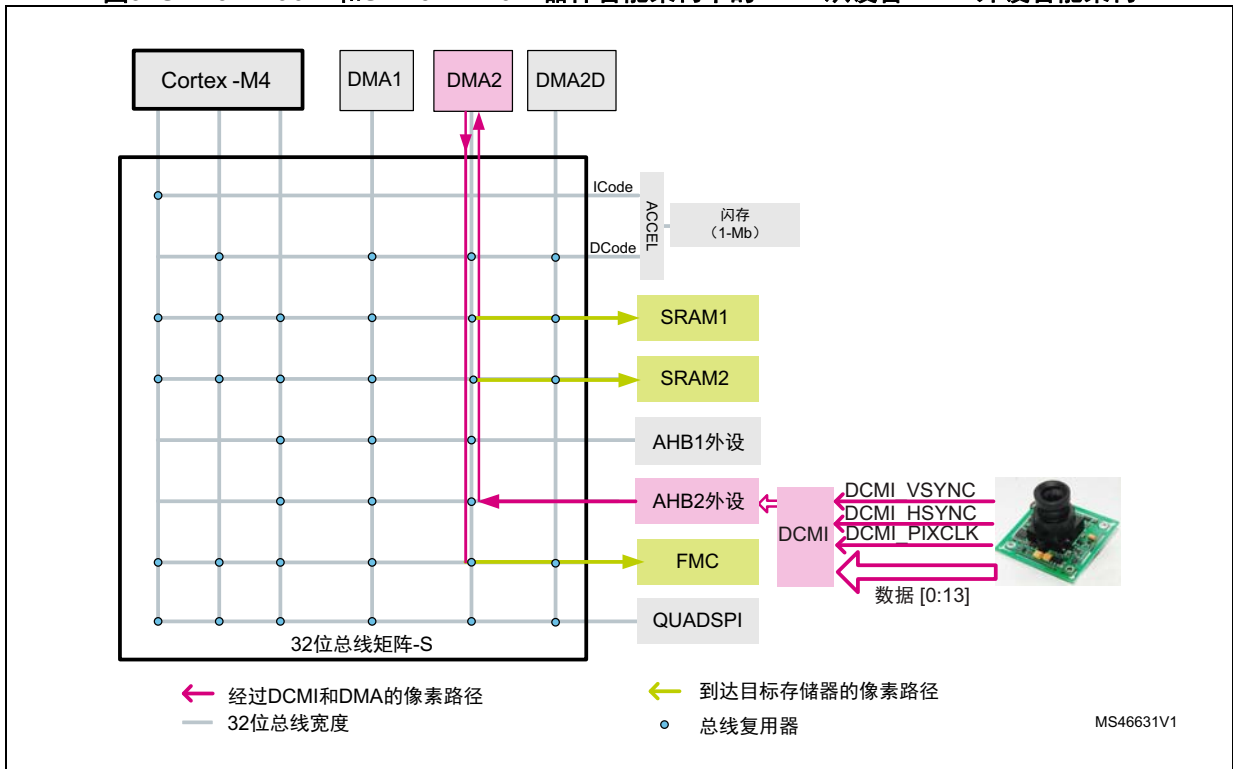 Cortex -M4
DMA1
DMA2
DMA2D
ICode
ACCEL
闪存
（1-Mb）
DCode
SRAM1
SRAM2
AHB1外设
AHB2外设
DCMI
DCMI_VSYNC
DCMI_HSYNC
DCMI_PIXCLK
FMC
数据 [0:13]
QUADSPI
32位总线矩阵-S
经过DCMI和DMA的像素路径
到达目标存储器的像素路径
32位总线宽度
总线复用器
MS46631V1